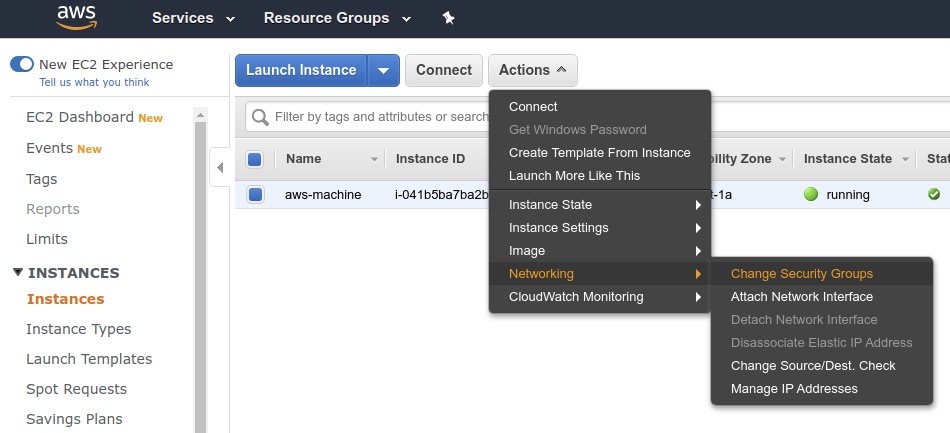 aws
Services
Resource Groups
New EC2 Experience
Tell us what you think
EC2 Dashboard New
Events New
Tags
Reports
Limits
INSTANCES
Instances
Instance Types
Launch Templates
Spot Requests
Savings Plans
Launch Instance
Connect
Actions
Filter by tags and attributes or search
Name
Instance ID
Zone
Instance State
aws-machine
i-041b5ba7ba2b
running
Connect
Get Windows Password
Create Template From Instance
Launch More Like This
Instance State
Instance Settings
Image
Networking
CloudWatch Monitoring
Change Security Groups
Attach Network Interface
Detach Network Interface
Disassociate Elastic IP Address
Change Source/Dest. Check
Manage IP Addresses